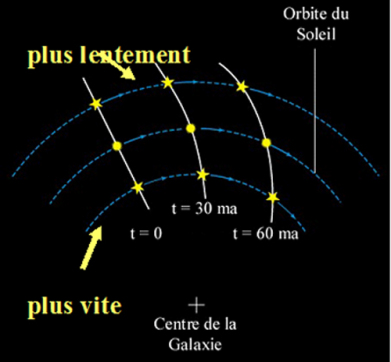 Orbite du
Soleil
plus lentement
t = 30 ma
t = 0
t = 60 ma
plus vite
Centre de la
Galaxie